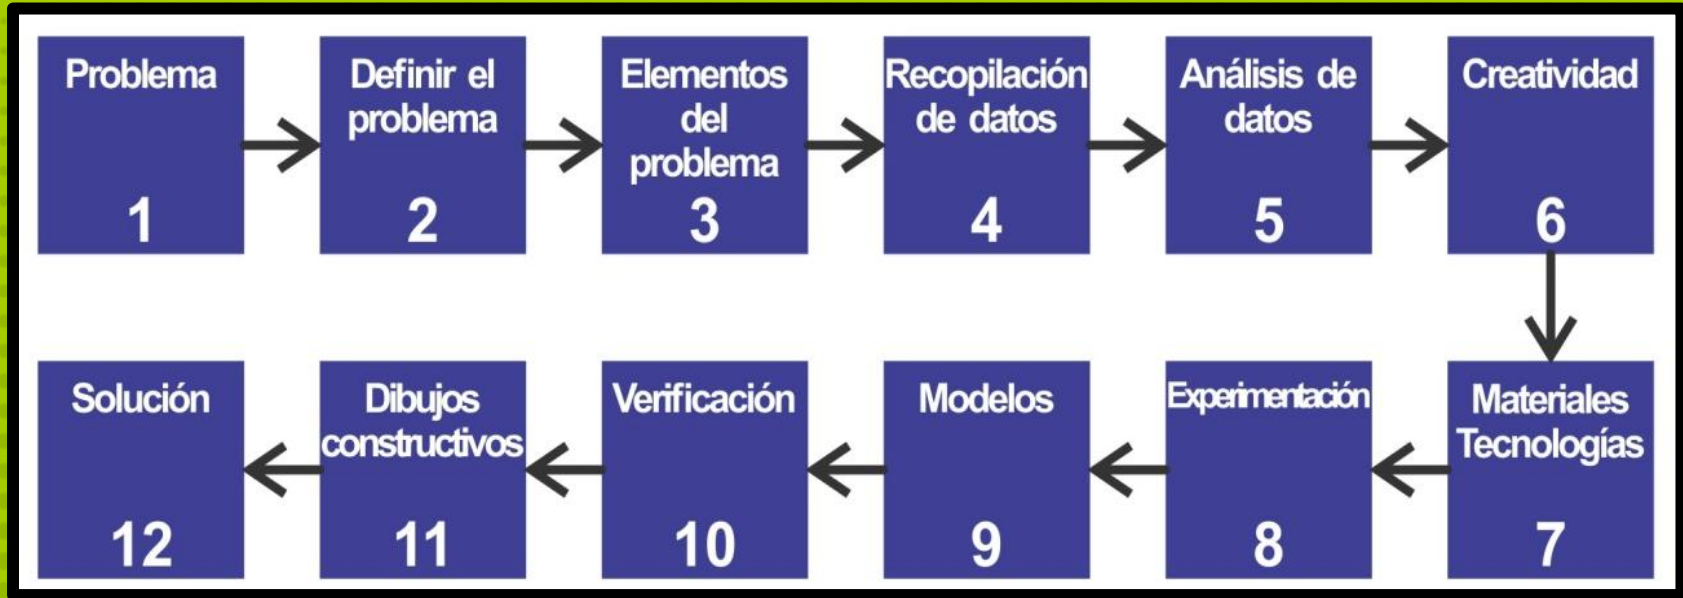 Problema
1
Definir el
problema
2
Elementos
del
problema
3
Recopilación
de datos
4
Análisis de
datos
5
Creatividad
6
Materiales
Tecnologías
7
Experimentación
8
Modelos
9
Verificación
10
Dibujos
constructivos
11
Solución
12